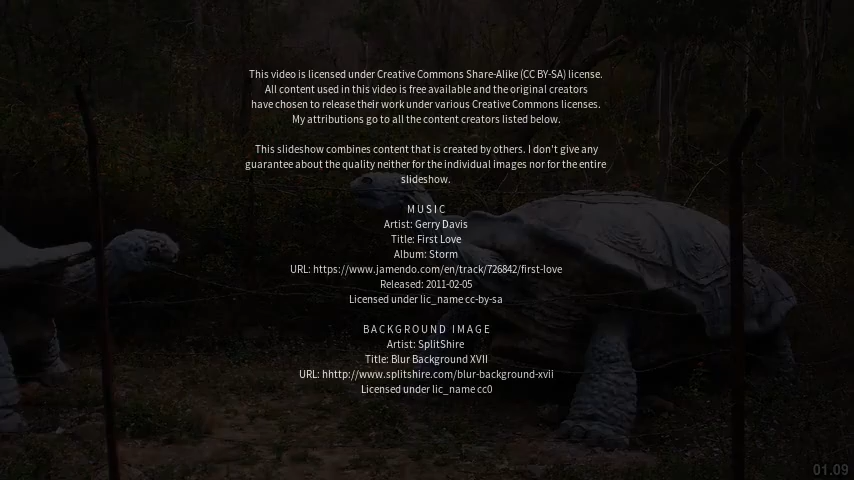 This video is licensed under Creative Commons Share-Alike (CC BY-SA) license.
All content used in this video is free available and the original creators
have chosen to release their work under various Creative Commons licenses.
My attributions go to all the content creators listed below.
This slideshow combines content that is created by others. I don't give any
guarantee about the quality neither for the individual images nor for the entire
slideshow.
MUSIC
Artist: Gerry Davis
Title: First Love
Album: Storm
URL: https://www.jamendo.com/en/track/726842/first-love
Released: 2011-02-05
Licensed under lic_name cc-by-sa
BACKGROUND IMAGE
Artist: SplitShire
Title: Blur Background XVII
URL: hhttp://www.splitshire.com/blur-background-xvii
Licensed under lic_name cc0
01.09